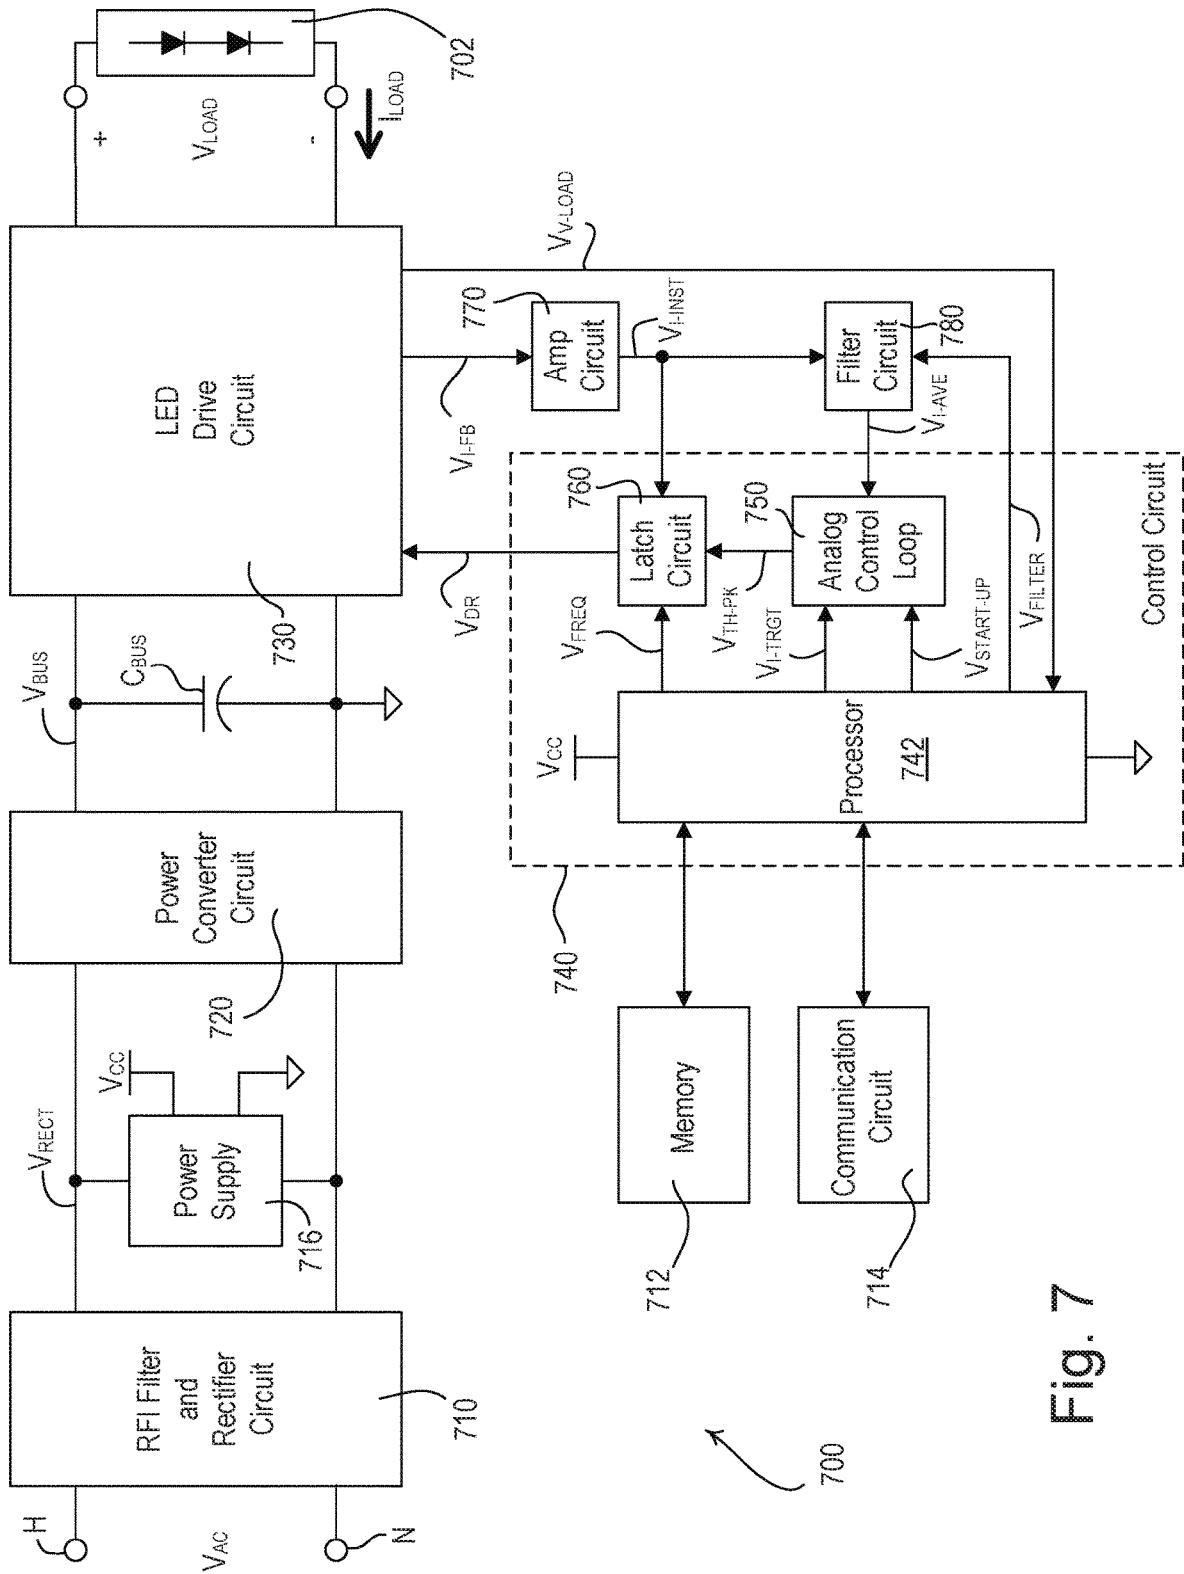 H
V_AC
N
RFI Filter
and
Rectifier
Circuit
710
V_RECT
Power
Supply
716
V_CC
Power
Converter
Circuit
720
V_BUS
C_BUS
LED
Drive
Circuit
730
+
V_LOAD
-
I_LOAD
702
V_DR
V_I-FB
Amp
Circuit
770
V_I-INST
V_V-LOAD
Filter
Circuit
780
V_I-AVE
Latch
Circuit
760
V_FREQ
V_TH-PK
Analog
Control
Loop
750
V_I-TRGT
V_START-UP
V_FILTER
Control Circuit
V_CC
Processor
742
740
Memory
712
Communication
Circuit
714
700
Fig. 7